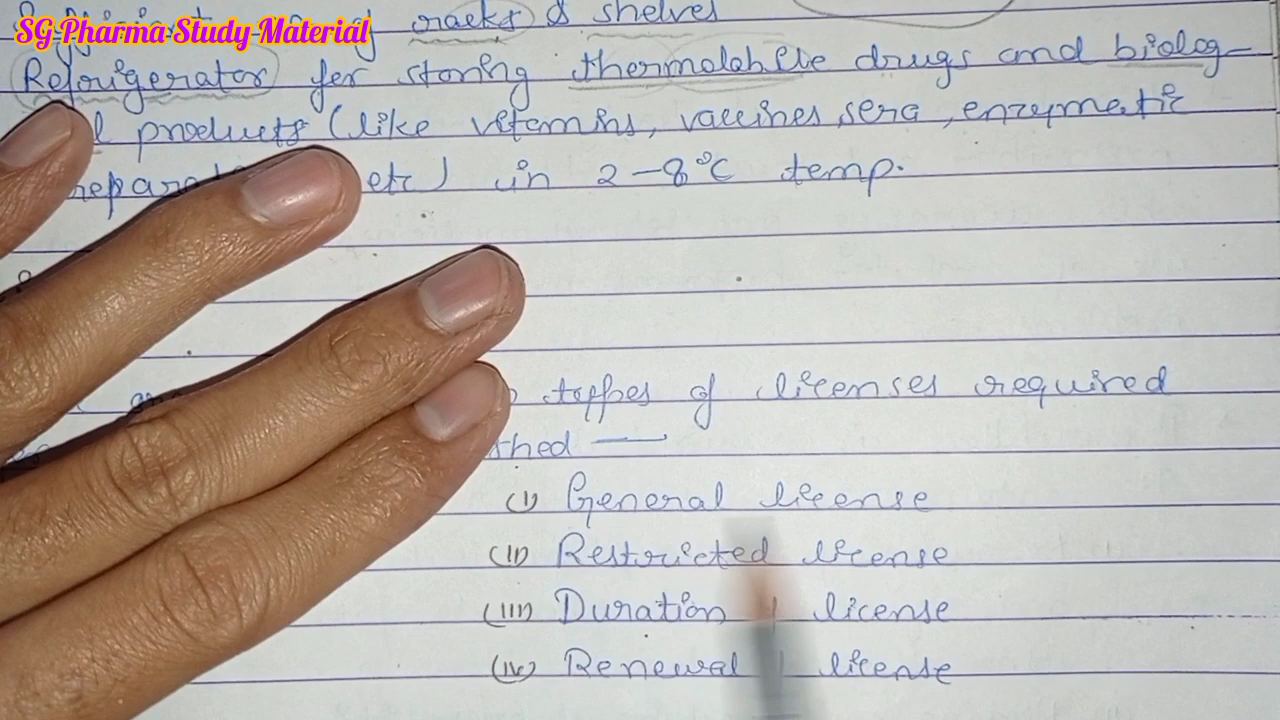 racks & shelves
SG Pharma Study Material
Refrigerator for storing thermolabile drugs and biolog-
l products (like vitamins, vaccines, sera, enzymatic
repara etc) in 2-8°C temp.
types of licenses required
shed —
(I) General license
(II) Restricted license
(III) Duration license
(IV) Renewal license